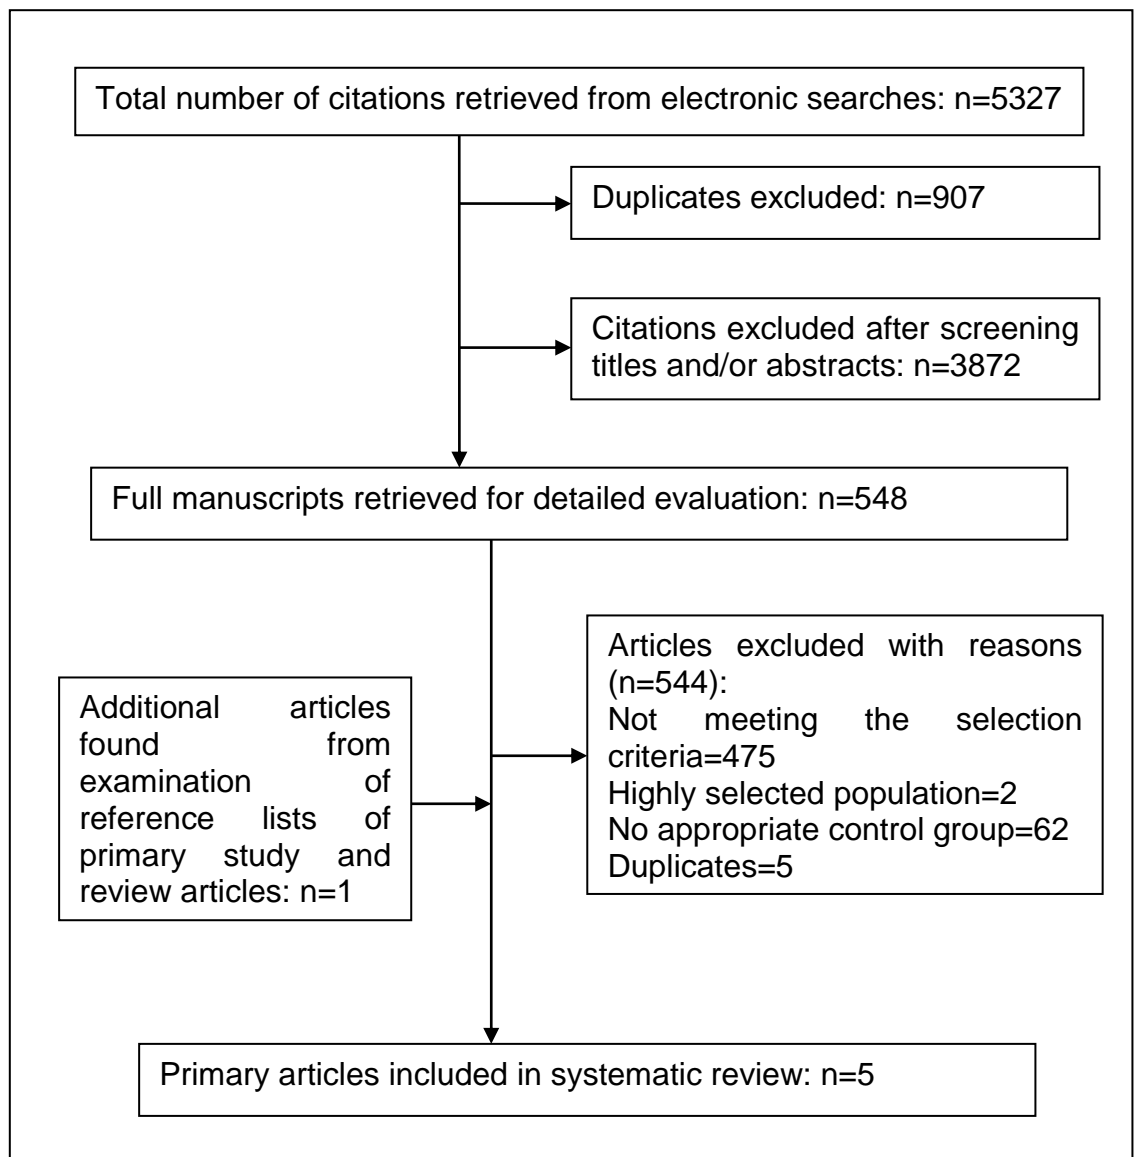 Total number of citations retrieved from electronic searches: n=5327
Duplicates excluded: n=907
Citations excluded after screening
titles and/or abstracts: n=3872
Full manuscripts retrieved for detailed evaluation: n=548
Articles excluded with reasons
(n=544):
Not meeting the selection
criteria=475
Highly selected population=2
No appropriate control group=62
Duplicates=5
Additional articles
found from
examination of
reference lists of
primary study and
review articles: n=1
Primary articles included in systematic review: n=5